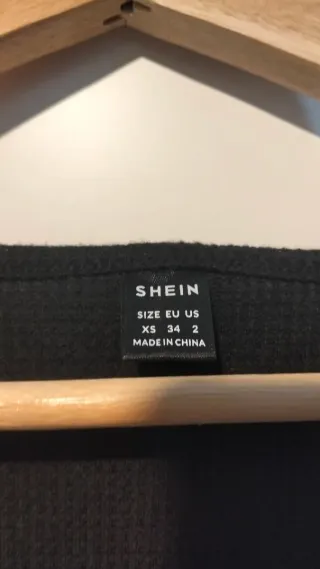 SHEIN
SIZE EU US
XS 34 2
MADE IN CHINA